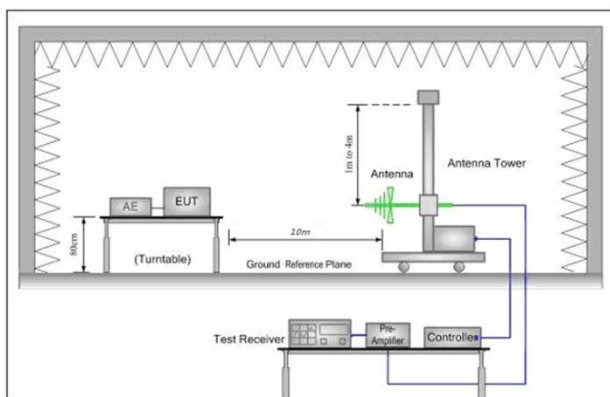 1m to 4m
Antenna
Antenna Tower
AE
EUT
80cm
(Turntable)
10m
Ground Reference Plane
Test Receiver
Pre-
Amplifier
Controller